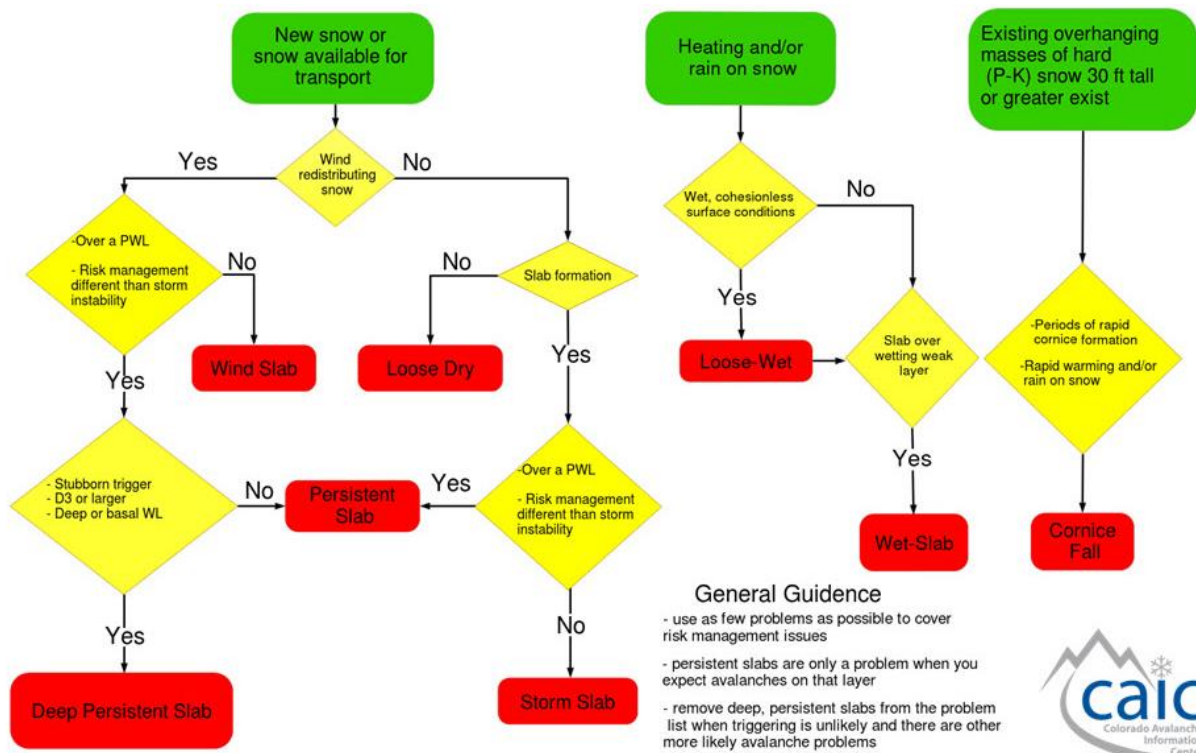 New snow or
snow available for
transport
Heating and/or
rain on snow
Existing overhanging
masses of hard
(P-K) snow 30 ft tall
or greater exist
Yes
Wind
redistributing
snow
No
Wet, cohesionless
surface conditions
No
-Over a PWL
- Risk management
different than storm
instability
No
No
Slab formation
Yes
Wind Slab
Loose Dry
Yes
Loose-Wet
Slab over
wetting weak
layer
-Periods of rapid
cornice formation
-Rapid warming and/or
rain on snow
Yes
- Stubborn trigger
- D3 or larger
- Deep or basal WL
No
Persistent
Slab
Yes
-Over a PWL
- Risk management
different than storm
instability
Yes
Wet-Slab
Cornice
Fall
Yes
No
Deep Persistent Slab
Storm Slab
General Guidance
- use as few problems as possible to cover
risk management issues
- persistent slabs are only a problem when you
expect avalanches on that layer
- remove deep, persistent slabs from the problem
list when triggering is unlikely and there are other
more likely avalanche problems
caic
Colorado Avalanch
Information
Cente